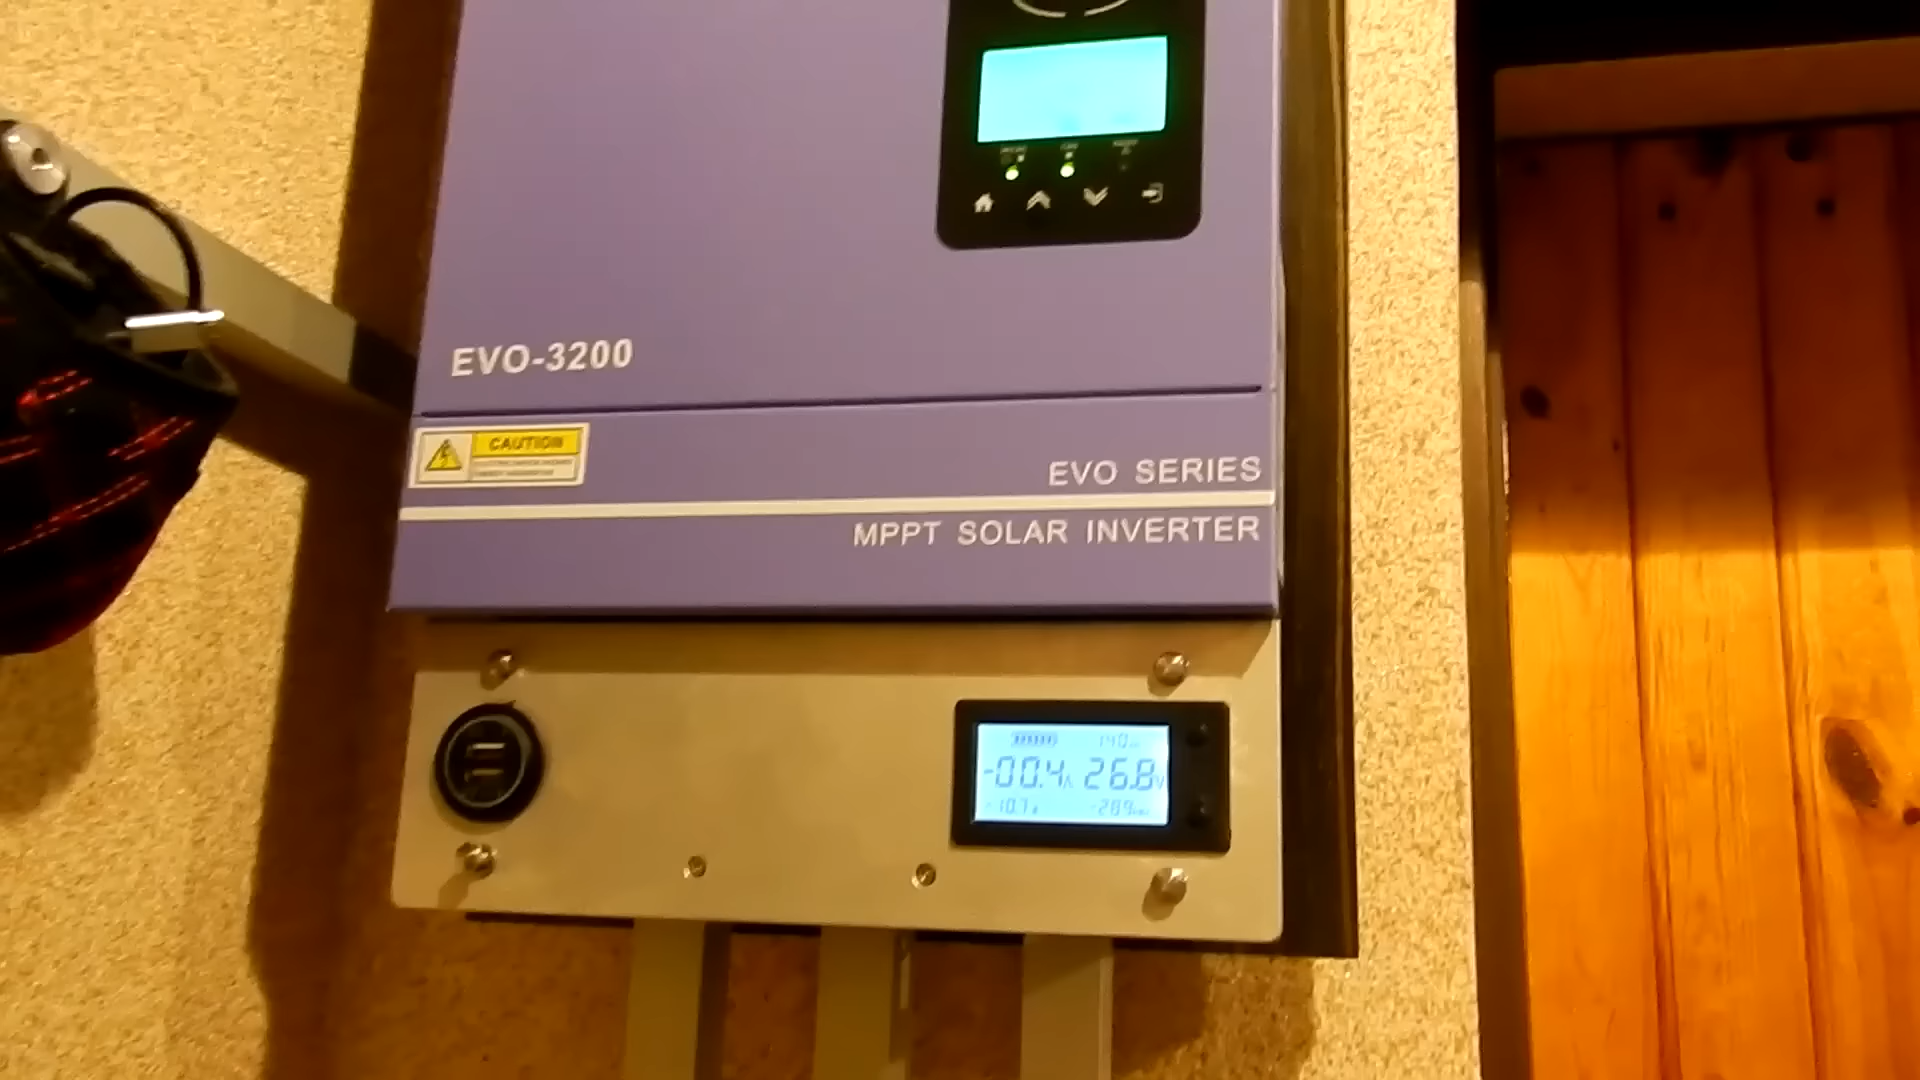 EVO-3200
CAUTION
EVO SERIES
MPPT SOLAR INVERTER
-00.4A 26.8V